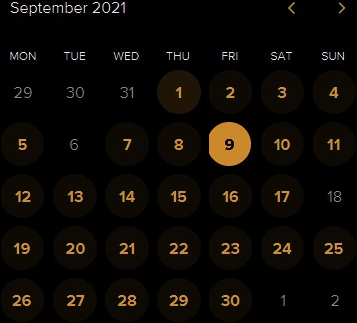 September 2021
MON TUE WED THU FRI SAT SUN
29 30 31 1 2 3 4
5 6 7 8 9 10 11
12 13 14 15 16 17 18
19 20 21 22 23 24 25
26 27 28 29 30 1 2